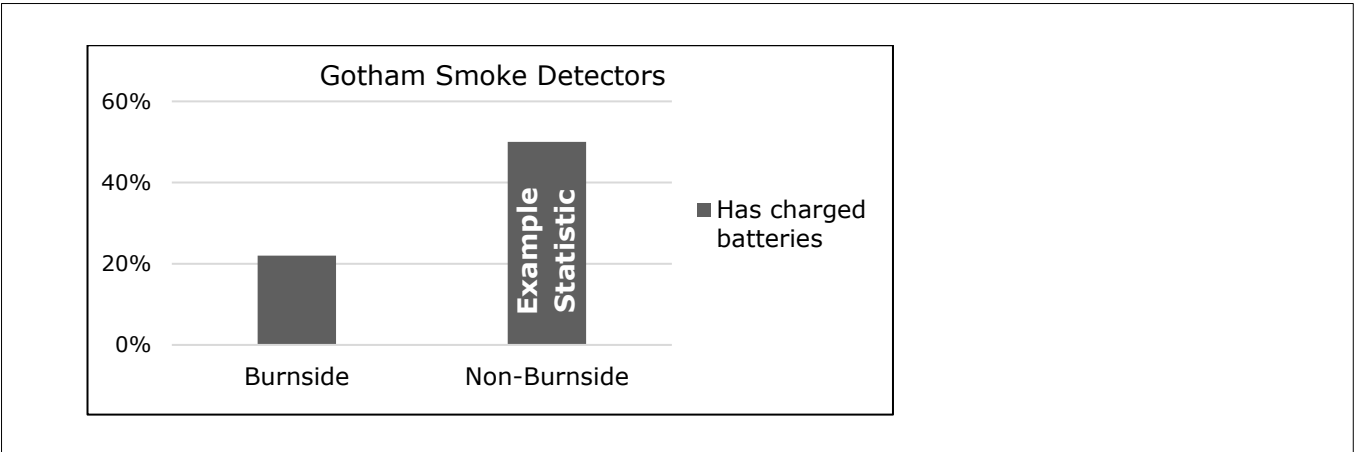 Gotham Smoke Detectors
60%
40%
20%
0%
Example
Statistic
Burnside
Non-Burnside
Has charged
batteries